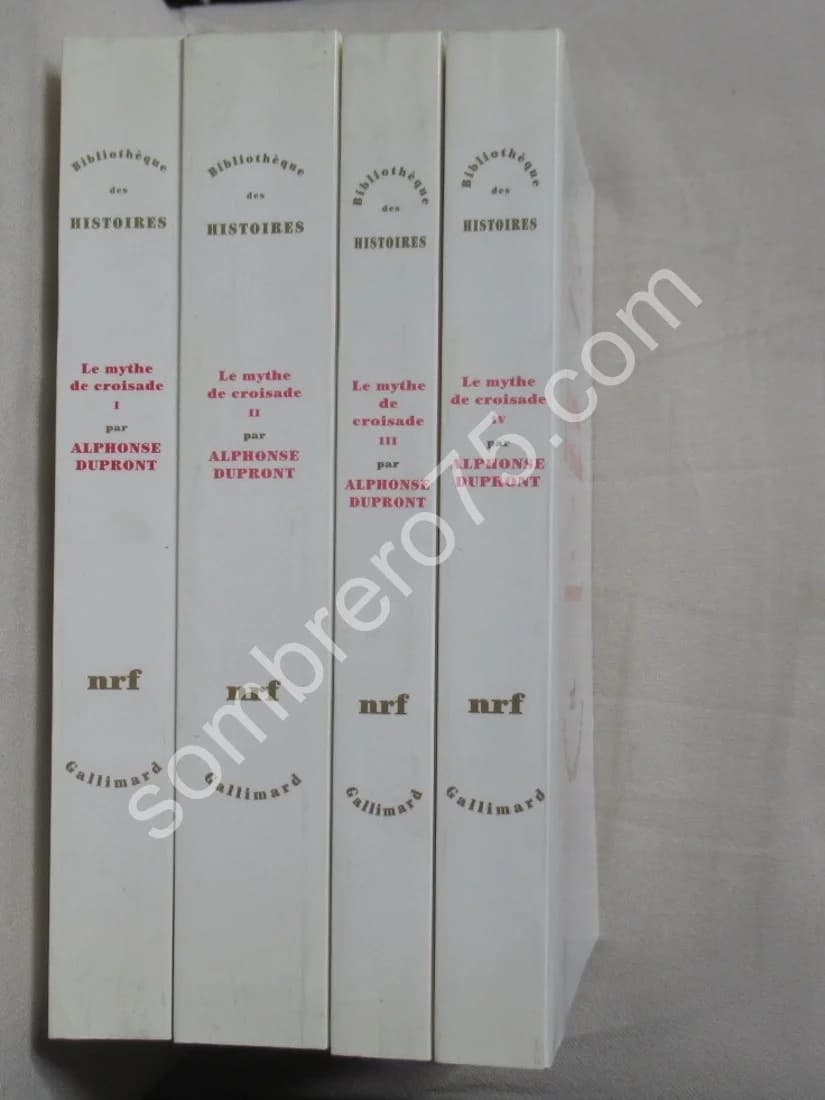 Bibliothèque
des
HISTOIRES
Le mythe
de croisade
I
par
ALPHONSE
DUPRONT
nrf
Gallimard
Bibliothèque
des
HISTOIRES
Le mythe
de croisade
II
par
ALPHONSE
DUPRONT
nrf
Gallimard
Bibliothèque
des
HISTOIRES
Le mythe
de
croisade
III
par
ALPHONSE
DUPRONT
nrf
Gallimard
Bibliothèque
des
HISTOIRES
Le mythe
de croisade
IV
par
ALPHONSE
DUPRONT
nrf
Gallimard
sombrero75.com